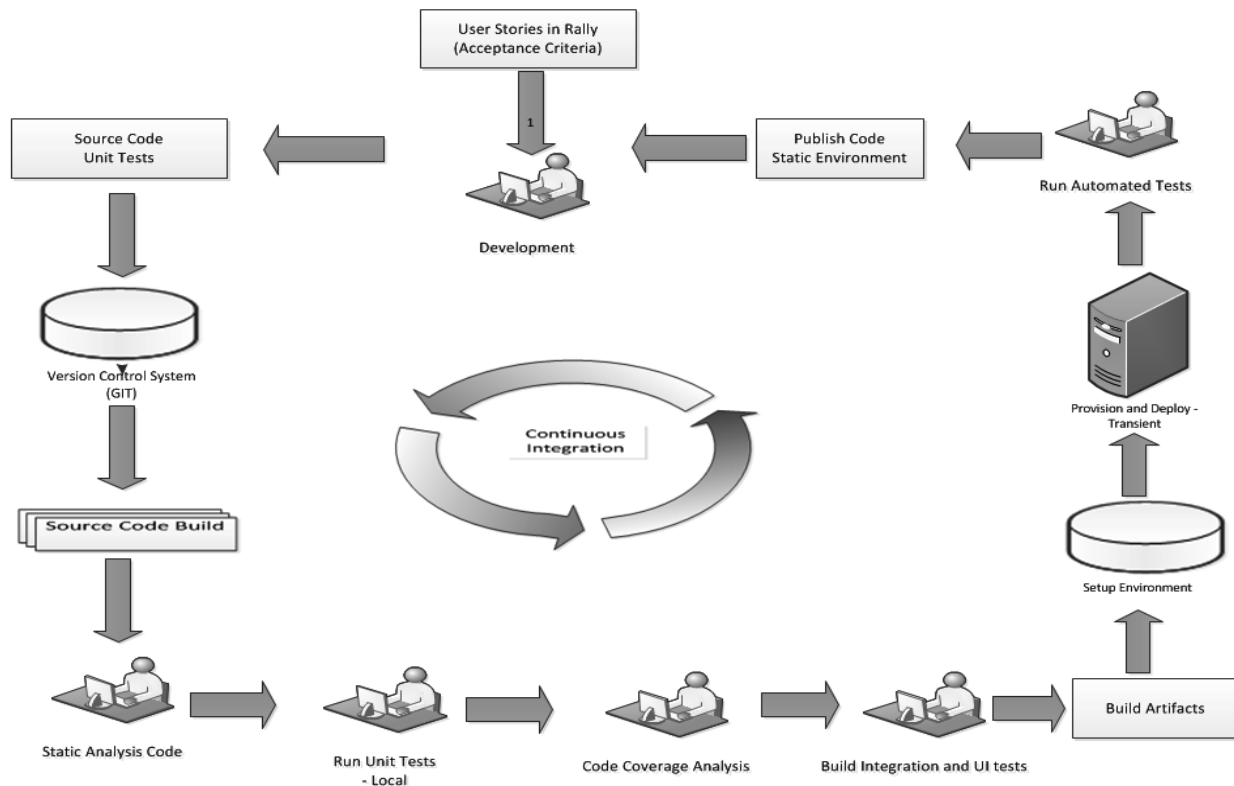 User Stories in Rally
(Acceptance Criteria)
1
Source Code
Unit Tests
Publish Code
Static Environment
Run Automated Tests
Development
Version Control System
(GIT)
Provision and Deploy -
Transient
Continuous
Integration
Source Code Build
Setup Environment
Build Artifacts
Static Analysis Code
Run Unit Tests
- Local
Code Coverage Analysis
Build Integration and UI tests